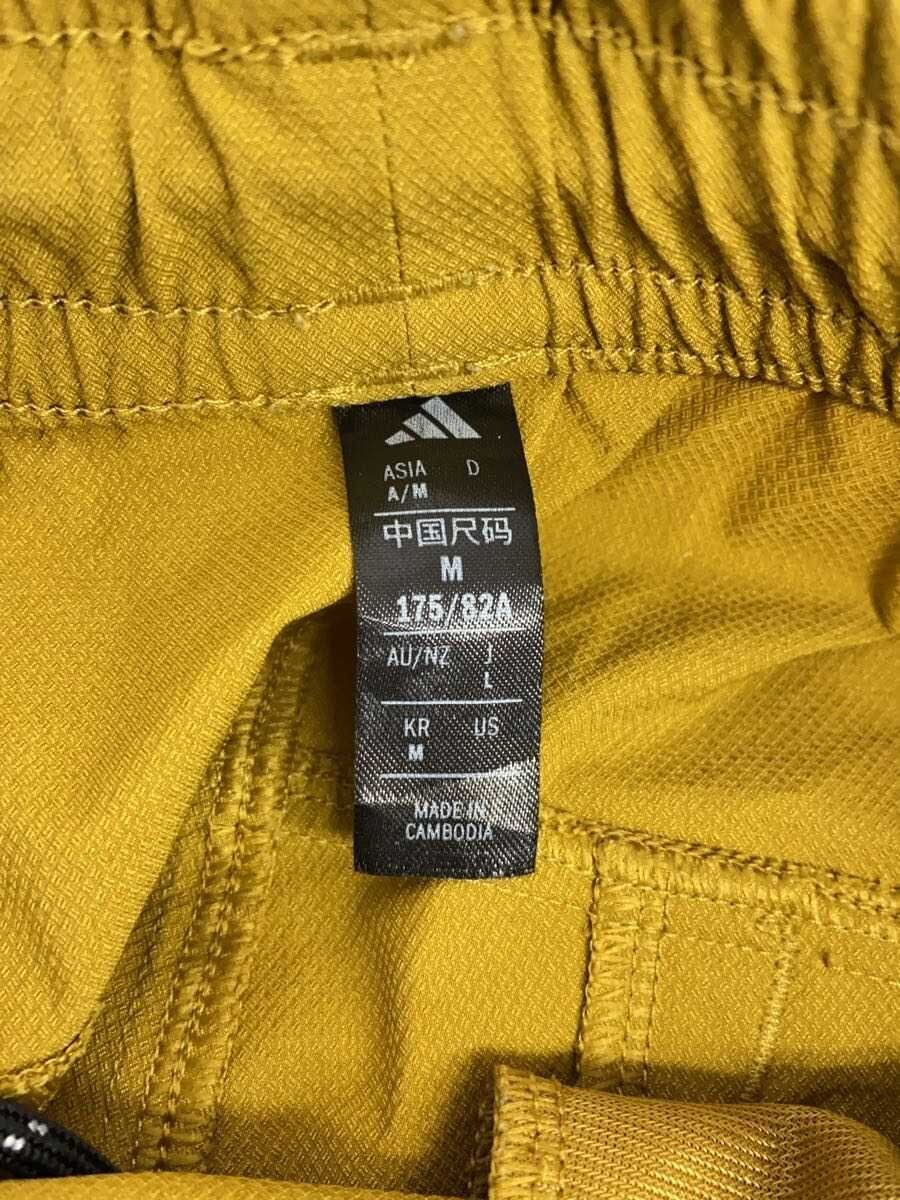 ASIA D
A/M
中国尺码
M
175/82A
AU/NZ J
L
KR US
M
MADE IN
CAMBODIA